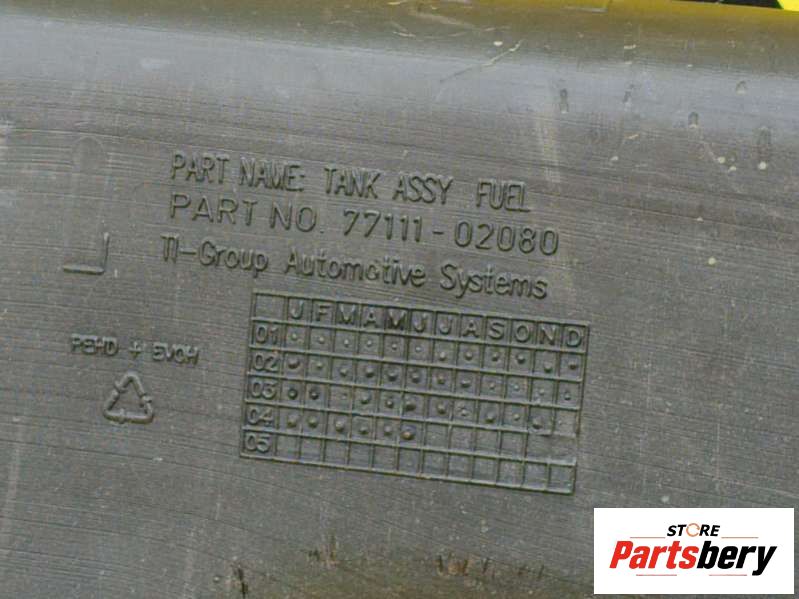 PART NAME: TANK ASSY FUEL
PART NO. 77111-02080
TI-Group Automotive Systems
J F M A M J J A S O N D
01
02
03
04
05
PEHD + EVOH
STORE
Partsbery